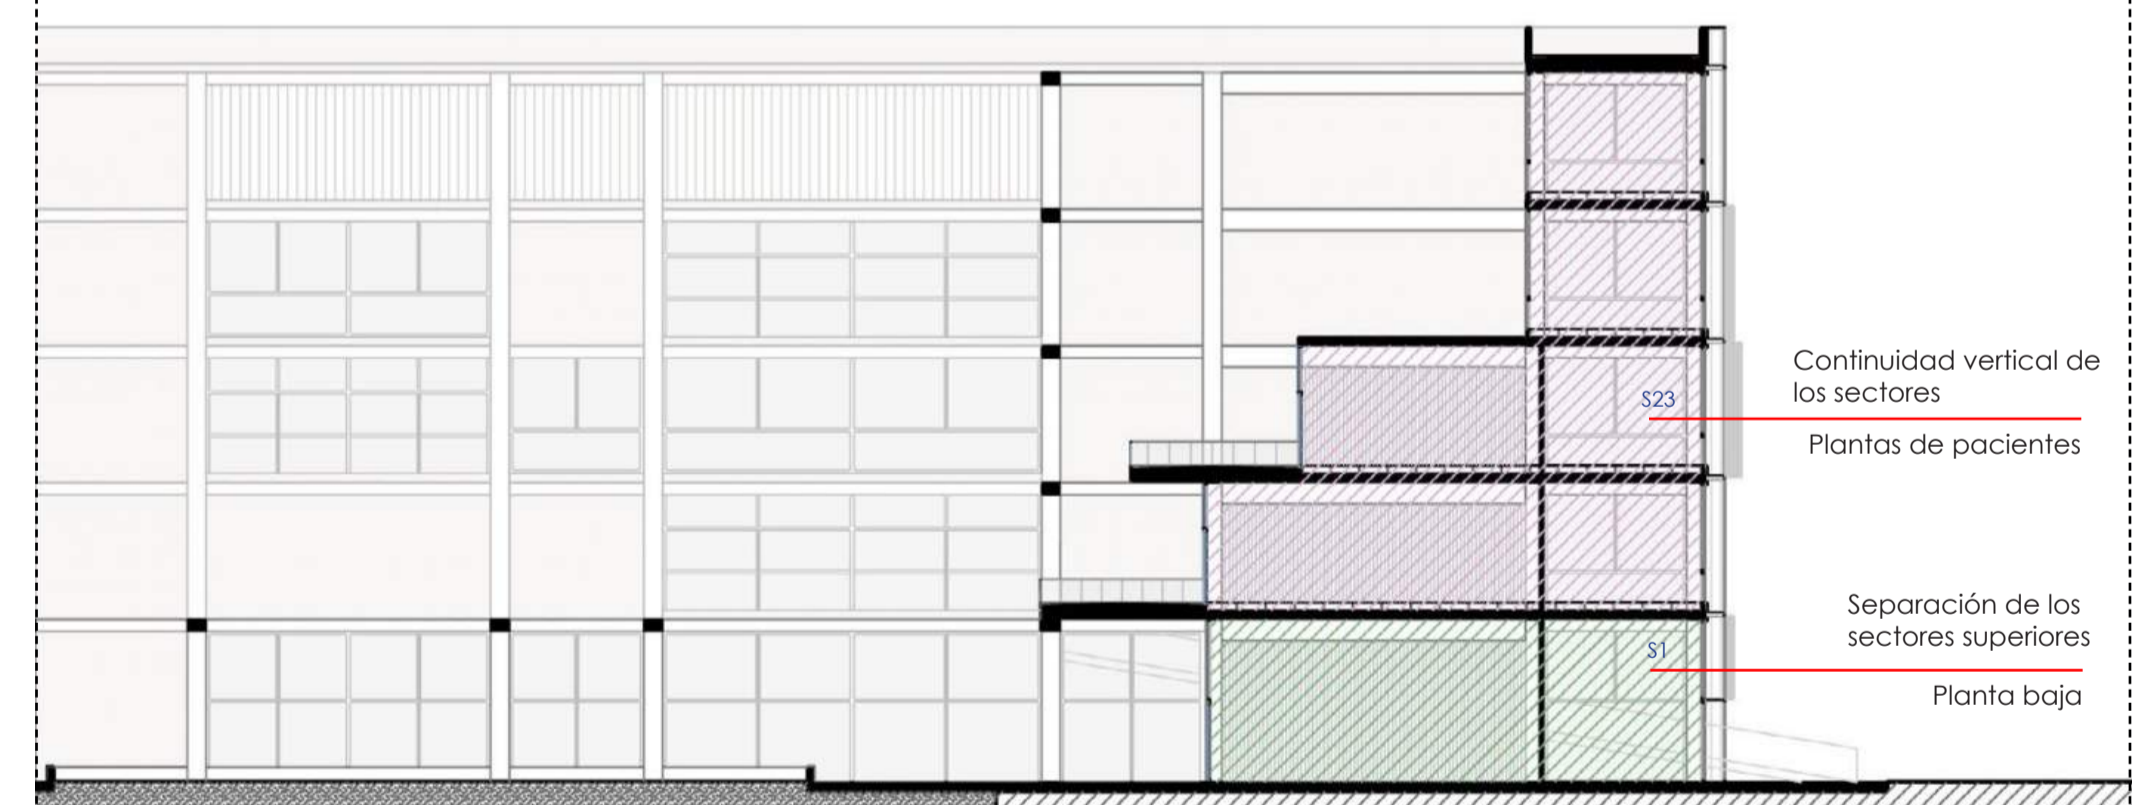 Continuidad vertical de
los sectores
S23
Plantas de pacientes
Separación de los
sectores superiores
S1
Planta baja